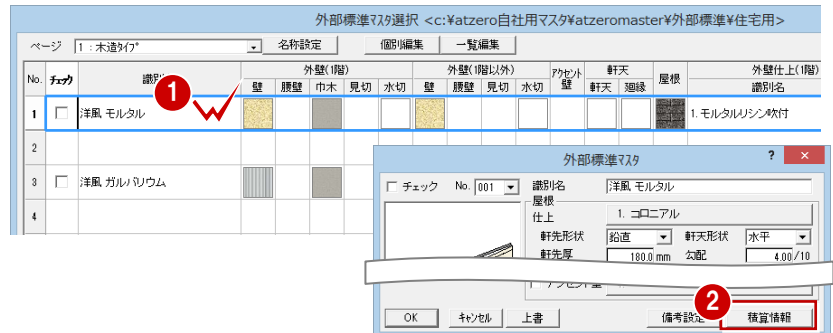 外部標準ﾏｽﾀ選択 <c:¥atzero自社用マスタ¥atzeromaster¥外部標準¥住宅用>
ページ 1 : 木造ﾀｲﾌﾟ 名称設定 個別編集 一覧編集
No. ﾁｪｯｸ 外壁(1階) 外壁(1階以外) ｱｸｾﾝﾄ壁 軒天 屋根 外壁仕上(1階)
壁 腰壁 巾木 見切 水切 壁 腰壁 見切 水切 軒天 廻縁 識別名
1
1 洋風 モルタル 1. モルタルリシン吹付
2
3 洋風 ガルバリウム
4
外部標準ﾏｽﾀ ? ×
チェック No. 001 識別名 洋風 モルタル
屋根
仕上 1. コロニアル
軒先形状 鉛直 軒天形状 水平
軒先厚 180.0 mm 勾配 4.00 /10
2
OK ｷｬﾝｾﾙ 上書 備考設定 積算情報